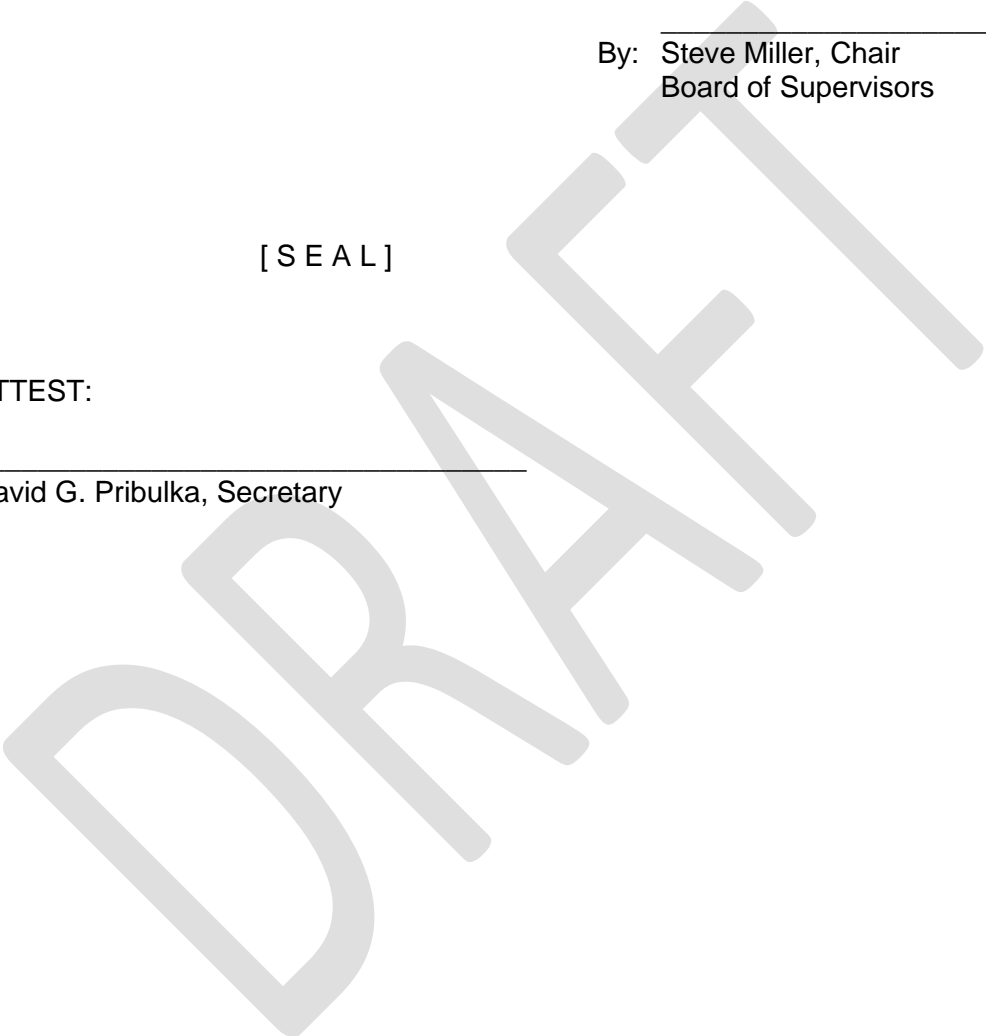 By: Steve Miller, Chair
Board of Supervisors
[ S E A L ]
TTEST:
avid G. Pribulka, Secretary
DRAFT